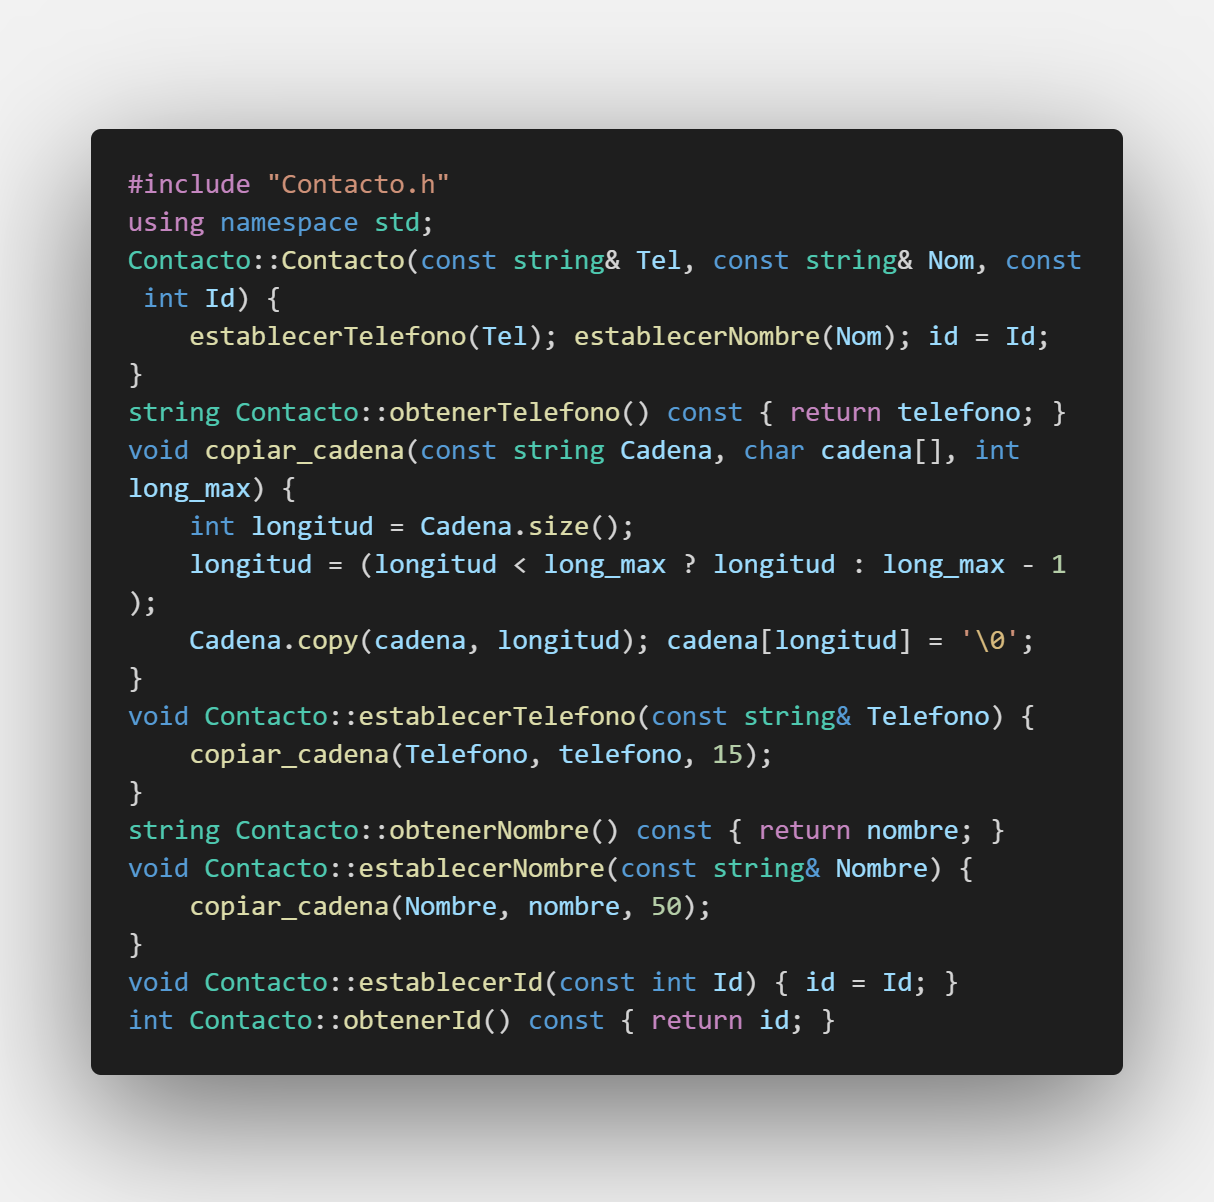 #include "Contacto.h"
using namespace std;
Contacto::Contacto(const string& Tel, const string& Nom, const
 int Id) {
    establecerTelefono(Tel); establecerNombre(Nom); id = Id;
}
string Contacto::obtenerTelefono() const { return telefono; }
void copiar_cadena(const string Cadena, char cadena[], int
long_max) {
    int longitud = Cadena.size();
    longitud = (longitud < long_max ? longitud : long_max - 1
);
    Cadena.copy(cadena, longitud); cadena[longitud] = '\0';
}
void Contacto::establecerTelefono(const string& Telefono) {
    copiar_cadena(Telefono, telefono, 15);
}
string Contacto::obtenerNombre() const { return nombre; }
void Contacto::establecerNombre(const string& Nombre) {
    copiar_cadena(Nombre, nombre, 50);
}
void Contacto::establecerId(const int Id) { id = Id; }
int Contacto::obtenerId() const { return id; }